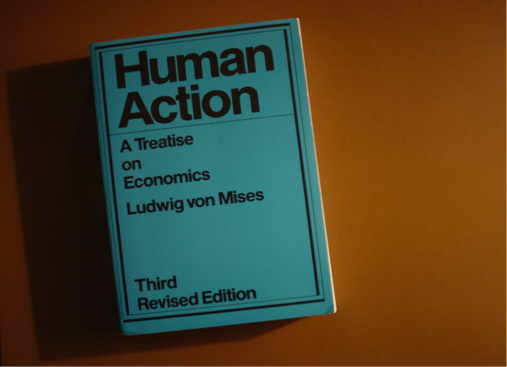 Human
Action
A Treatise
on
Economics
Ludwig von Mises
Third
Revised Edition